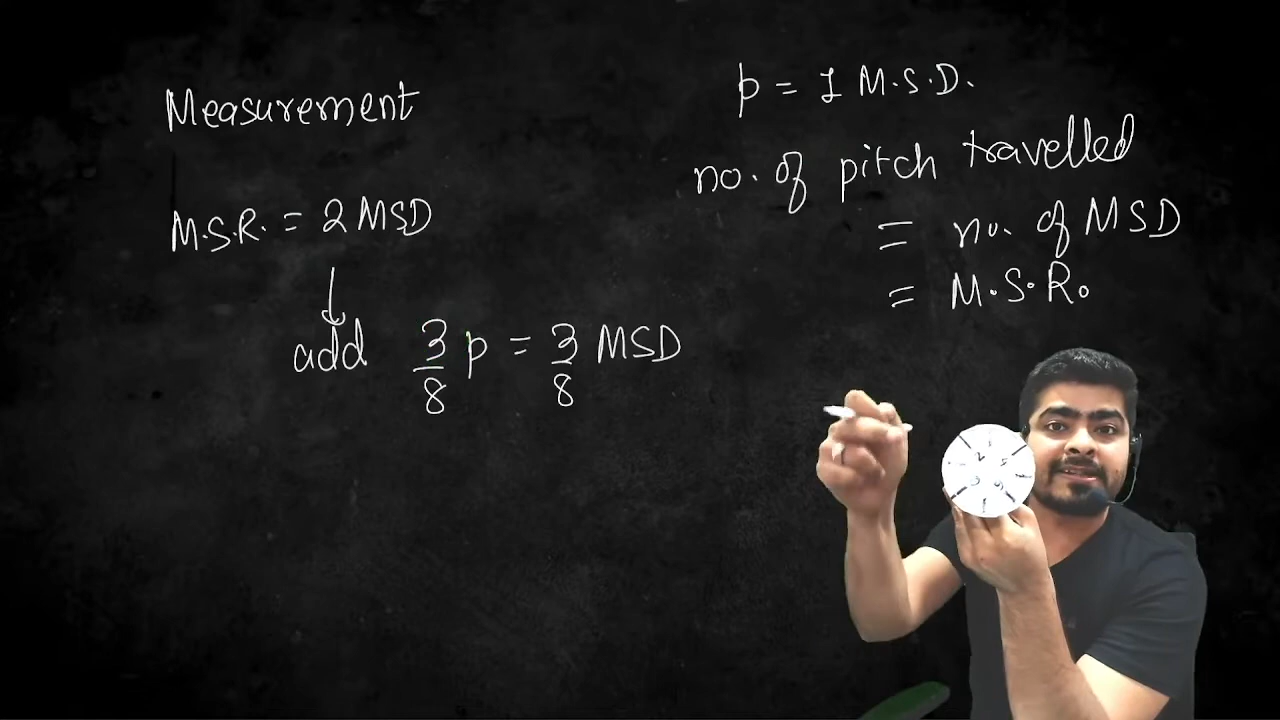 Measurement
M.S.R. = 2 MSD
↓
add 3/8 p = 3/8 MSD
p = 1 M.S.D.
no. of pitch travelled
= no. of MSD
= M.S.R.